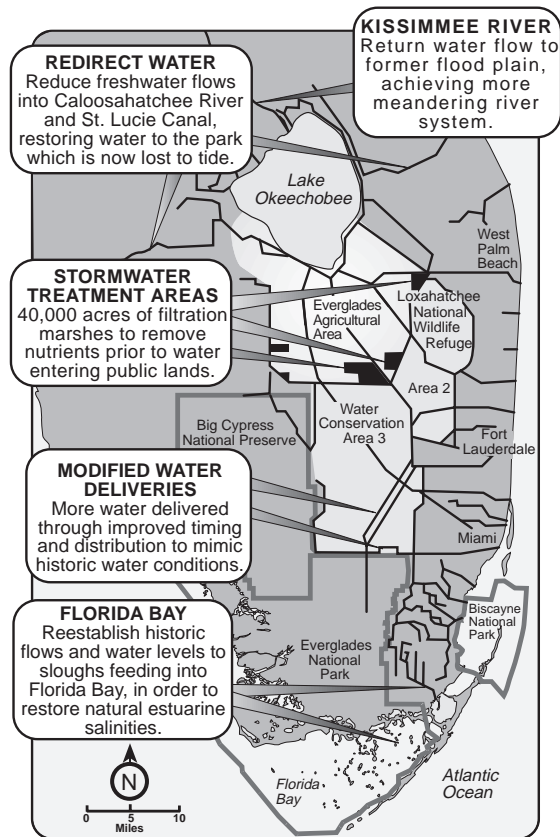 REDIRECT WATER
Reduce freshwater flows
into Caloosahatchee River
and St. Lucie Canal,
restoring water to the park
which is now lost to tide.
KISSIMMEE RIVER
Return water flow to
former flood plain,
achieving more
meandering river
system.
Lake
Okeechobee
West
Palm
Beach
STORMWATER
TREATMENT AREAS
40,000 acres of filtration
marshes to remove
nutrients prior to water
entering public lands.
Everglades
Agricultural
Area
Loxahatchee
National
Wildlife
Refuge
Area 2
Big Cypress
National Preserve
Water
Conservation
Area 3
Fort
Lauderdale
MODIFIED WATER
DELIVERIES
More water delivered
through improved timing
and distribution to mimic
historic water conditions.
Miami
FLORIDA BAY
Reestablish historic
flows and water levels to
sloughs feeding into
Florida Bay, in order to
restore natural estuarine
salinities.
Everglades
National
Park
Biscayne
National
Park
N
0 5 10
Miles
Florida
Bay
Atlantic
Ocean